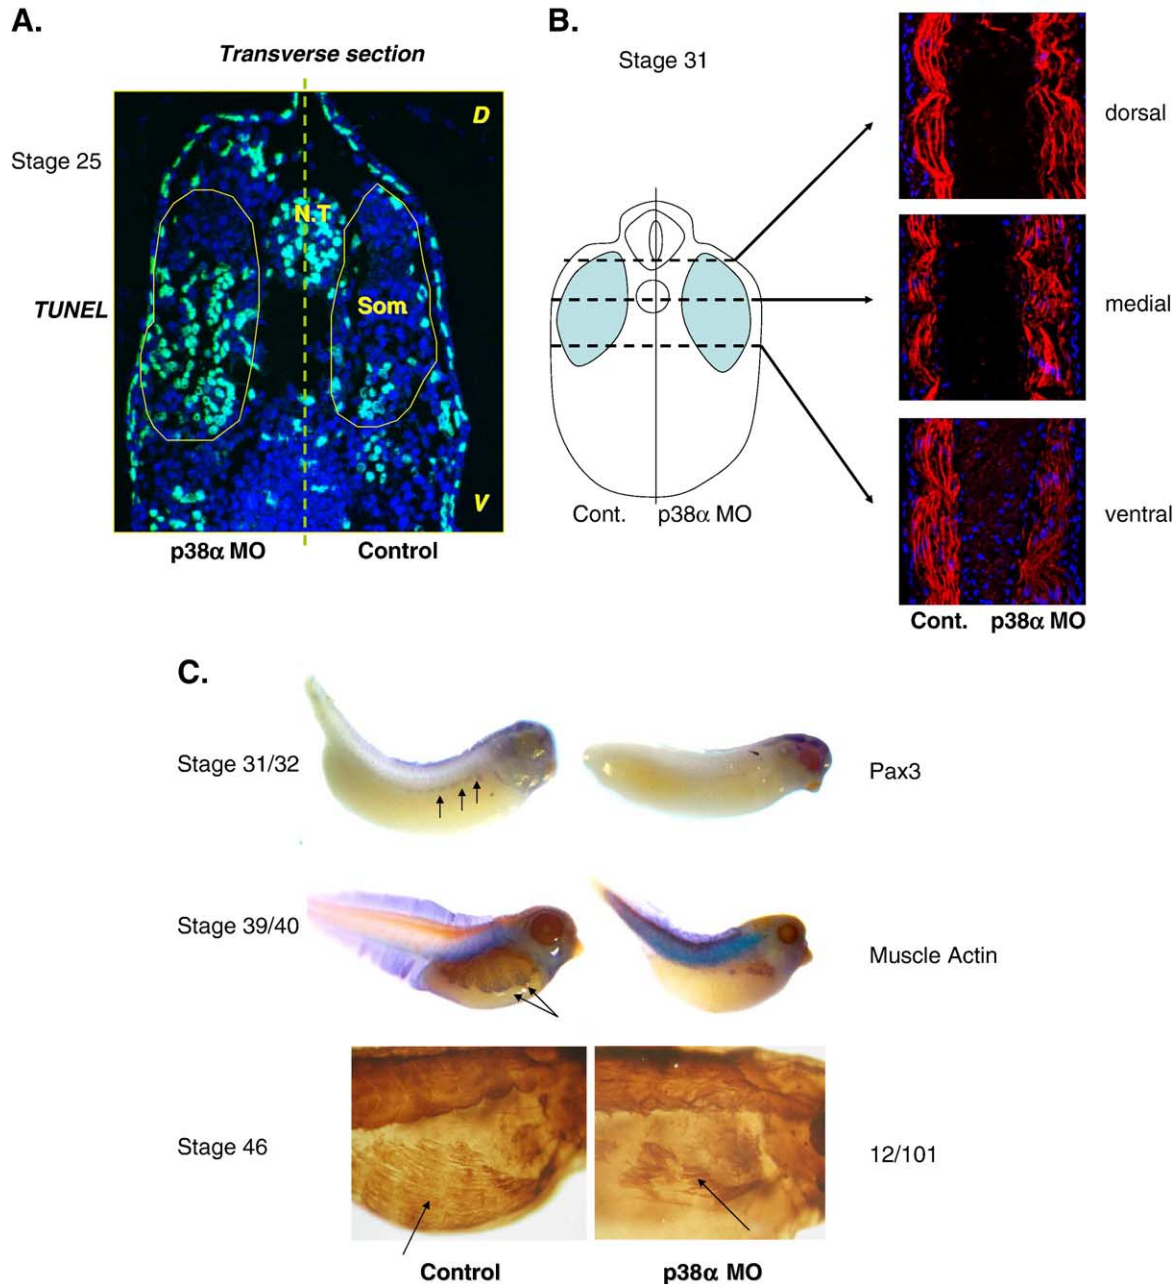 A.
Transverse section
D
Stage 25
N.T
TUNEL
Som.
V
p38α MO
Control
B.
Stage 31
dorsal
medial
ventral
Cont.
p38α MO
Cont.
p38α MO
C.
Stage 31/32
Pax3
Stage 39/40
Muscle Actin
Stage 46
12/101
Control
p38α MO